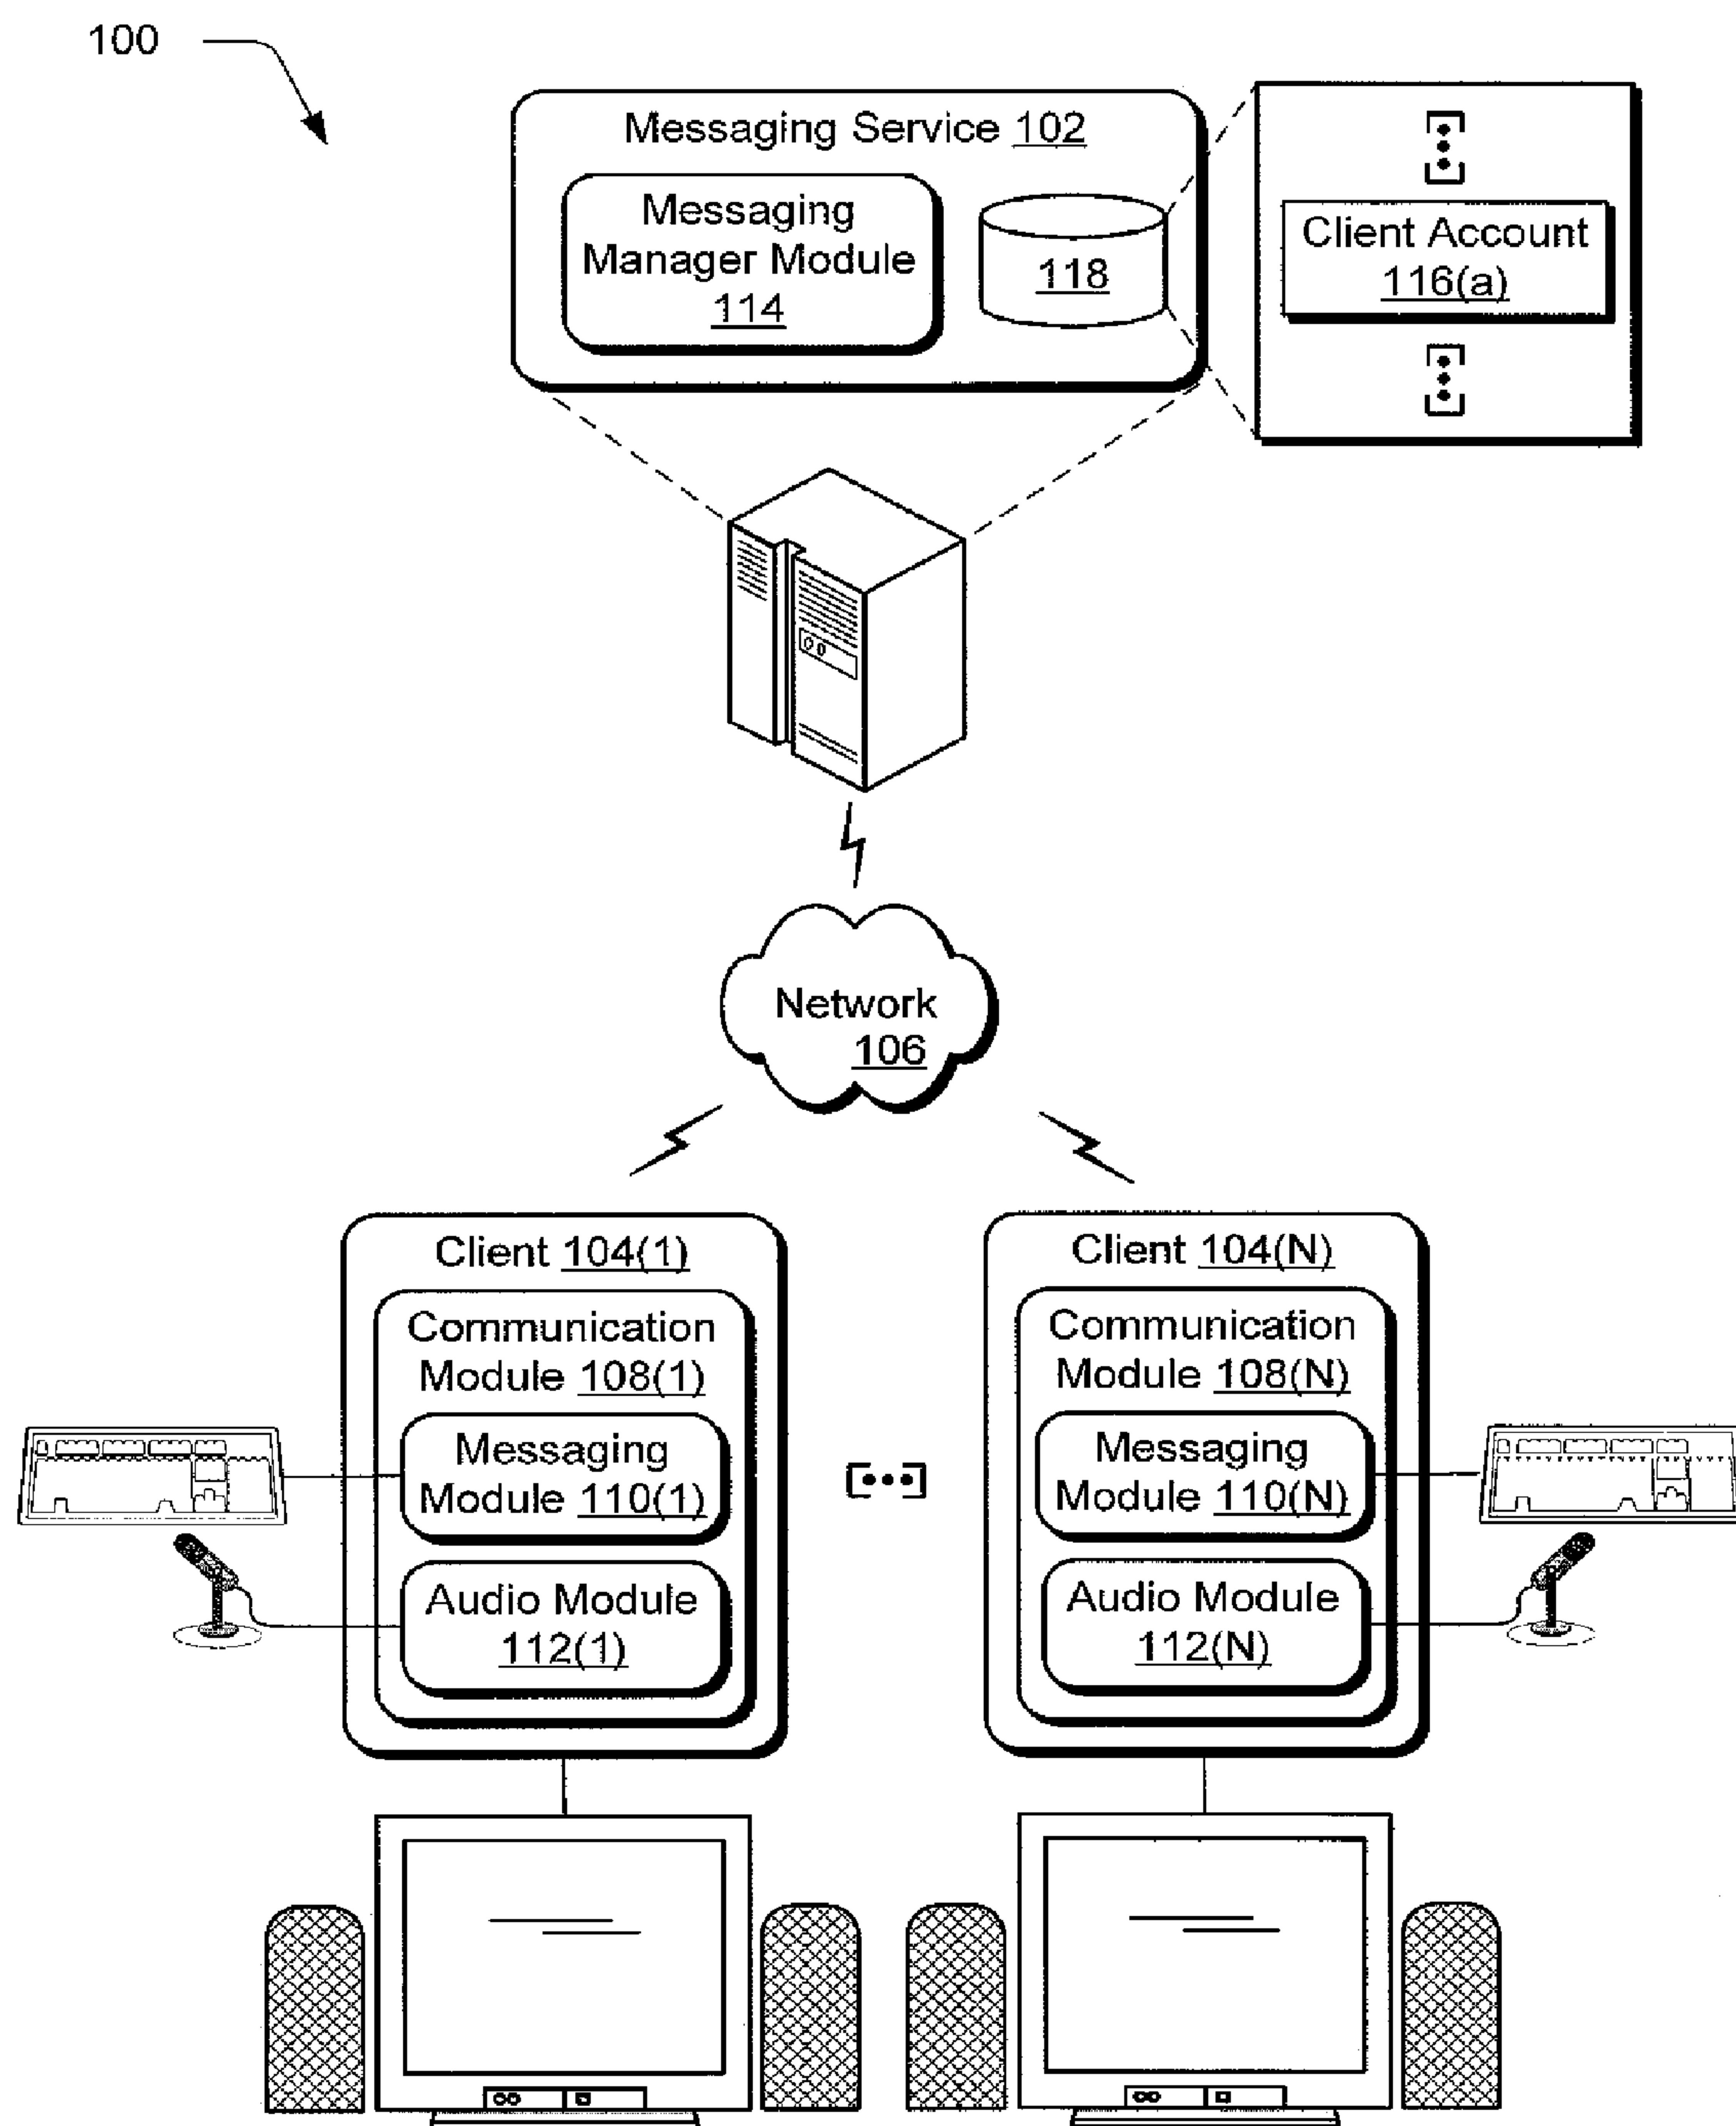 100
Messaging Service 102
Messaging
Manager Module
114
118
Client Account
116(a)
Network
106
Client 104(1)
Communication
Module 108(1)
Messaging
Module 110(1)
Audio Module
112(1)
Client 104(N)
Communication
Module 108(N)
Messaging
Module 110(N)
Audio Module
112(N)